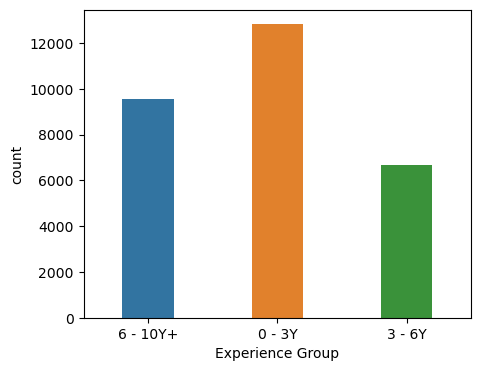 12000
10000
8000
6000
4000
2000
0
count
6 - 10Y+
0 - 3Y
3 - 6Y
Experience Group